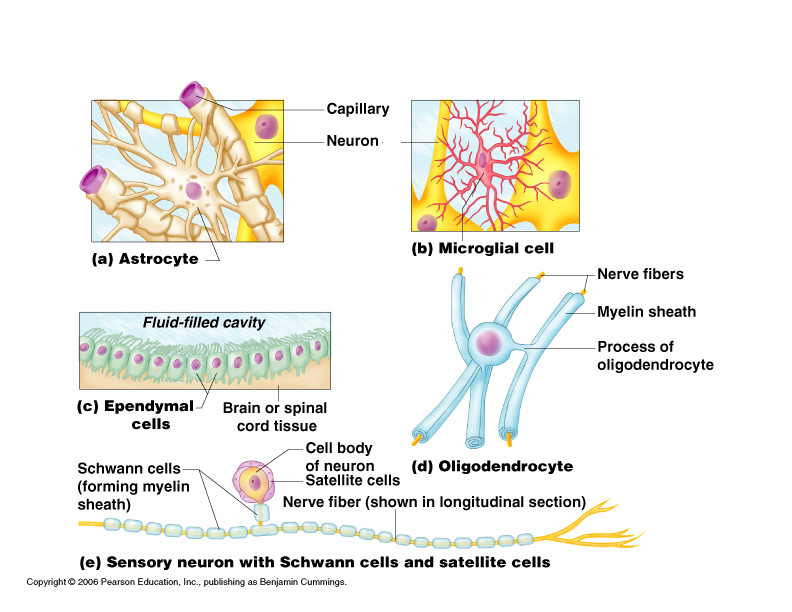 Capillary
Neuron
(a) Astrocyte
(b) Microglial cell
Nerve fibers
Myelin sheath
Process of
oligodendrocyte
Fluid-filled cavity
(c) Ependymal
cells
Brain or spinal
cord tissue
(d) Oligodendrocyte
Cell body
of neuron
Satellite cells
Schwann cells
(forming myelin
sheath)
Nerve fiber (shown in longitudinal section)
(e) Sensory neuron with Schwann cells and satellite cells
Copyright © 2006 Pearson Education, Inc., publishing as Benjamin Cummings.